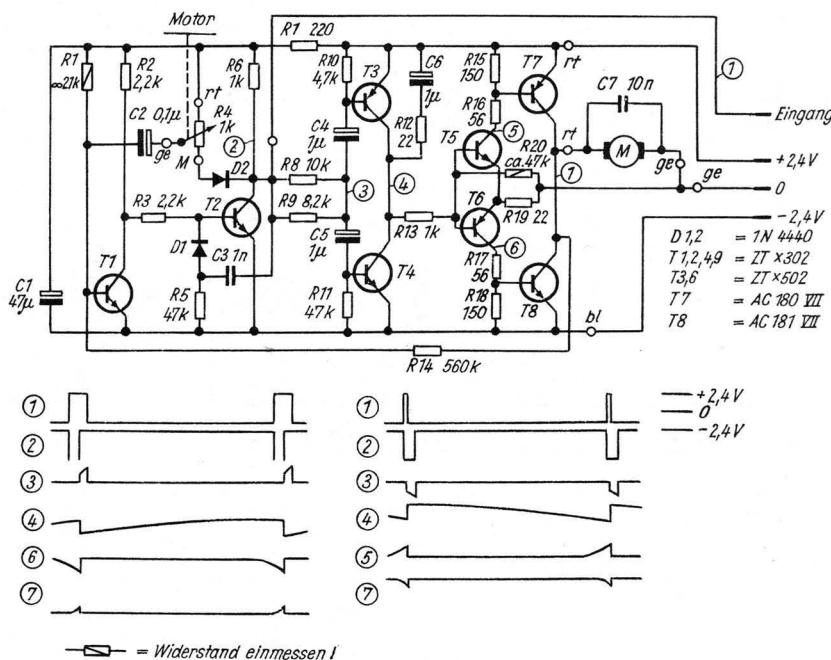 Motor
R1 220
①
R1
∞21k
R2
2,2k
R6
1k
R10
4,7k
T3
C6
1µ
R15
150
T7
rt
C7 10n
C2 0,1µ
rt
R4
1k
ge
M
②
C4
1µ
R12
22
R16
56
T5
⑤
R20
ca.47k
rt
M
ge
Eingang
+2,4V
ge
0
-2,4V
D2
R8 10k
③
④
⑦
T6
R3 2,2k
T2
R9 8,2k
R13 1k
R19 22
⑥
D1
C3 1n
C5
1µ
T4
R17
56
T1
C1
47µ
R5
47k
R11
47k
R18
150
T8
bl
R14 560k
D1,2 = 1N 4440
T1,2,4,9 = ZT x302
T3,6 = ZT x502
T7 = AC 180 VII
T8 = AC 181 VII
①
②
③
④
⑥
⑦
①
②
③
④
⑤
⑦
+2,4V
0
-2,4V
= Widerstand einmessen!